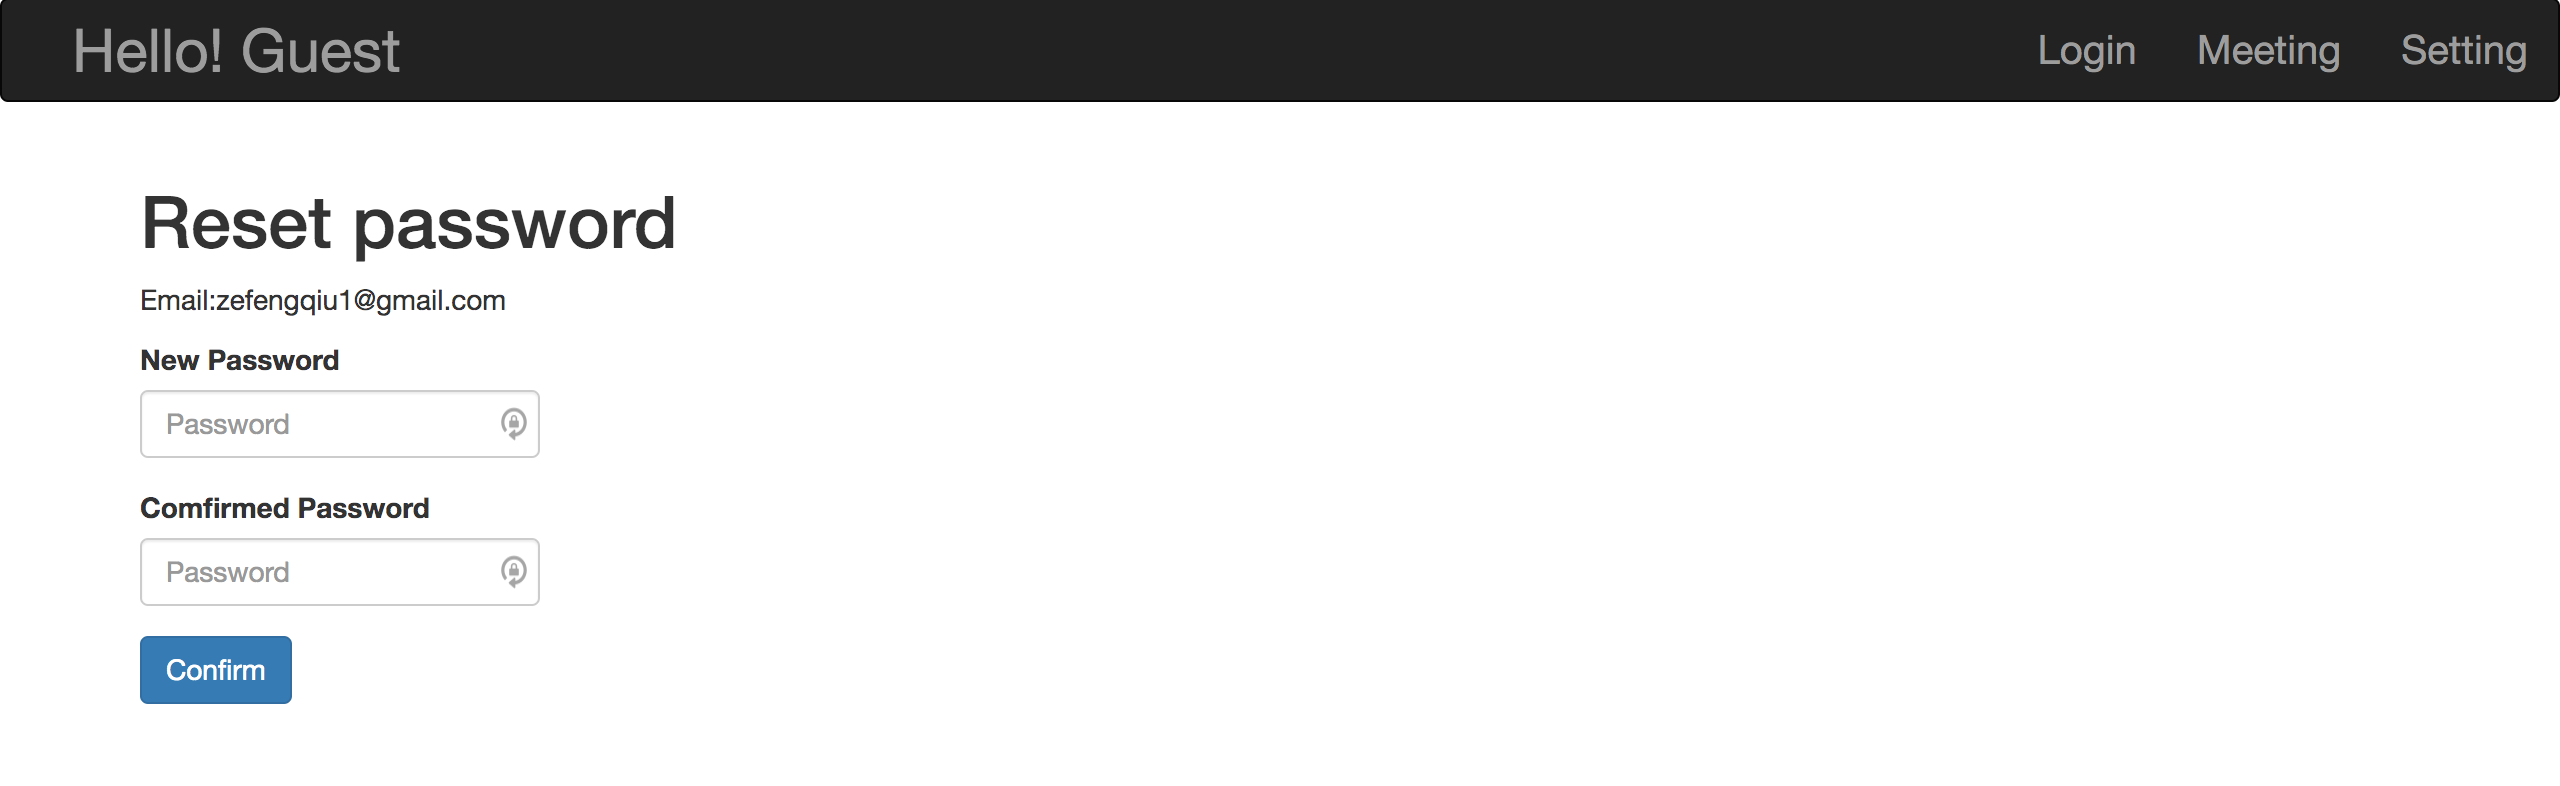 Hello! Guest Login Meeting Setting
Reset password
Email:zefengqiu1@gmail.com
New Password
Password
Comfirmed Password
Password
Confirm